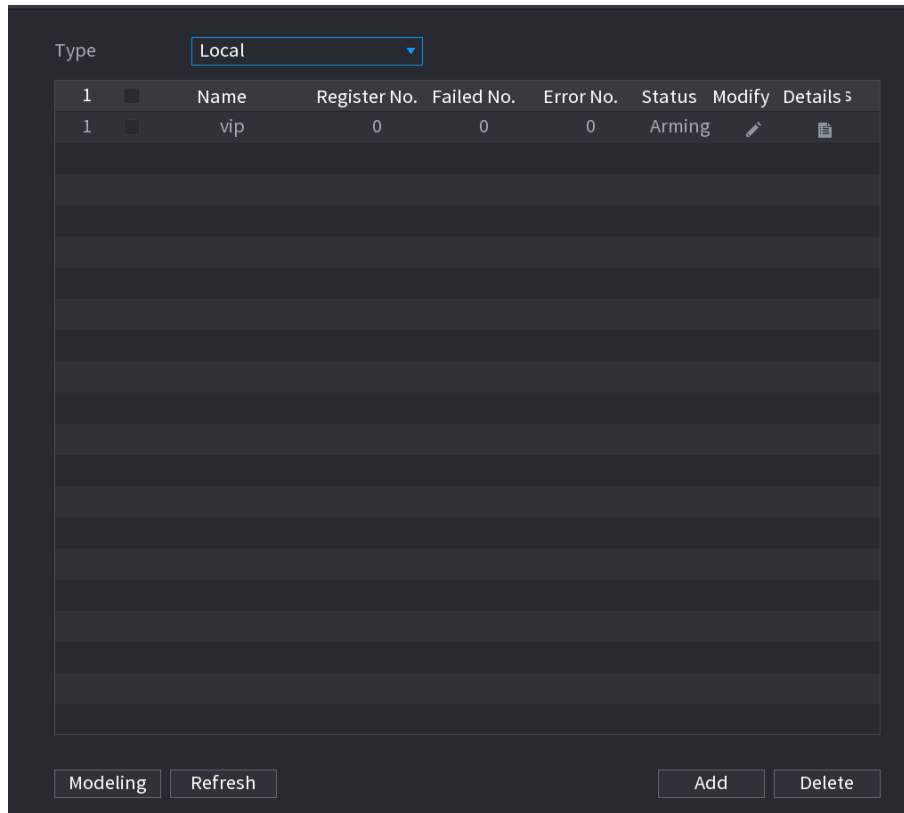 Type Local
1 Name Register No. Failed No. Error No. Status Modify Details s
1 vip 0 0 0 Arming
Modeling Refresh Add Delete